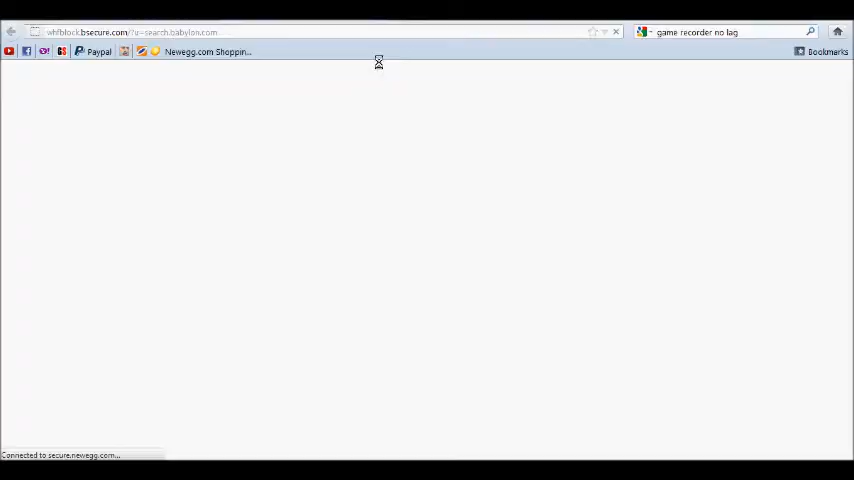 whfblock.bsecure.com/?u=search.babylon.com
game recorder no lag
Y!
GS
Paypal
Newegg.com Shoppin...
Bookmarks
Connected to secure.newegg.com...